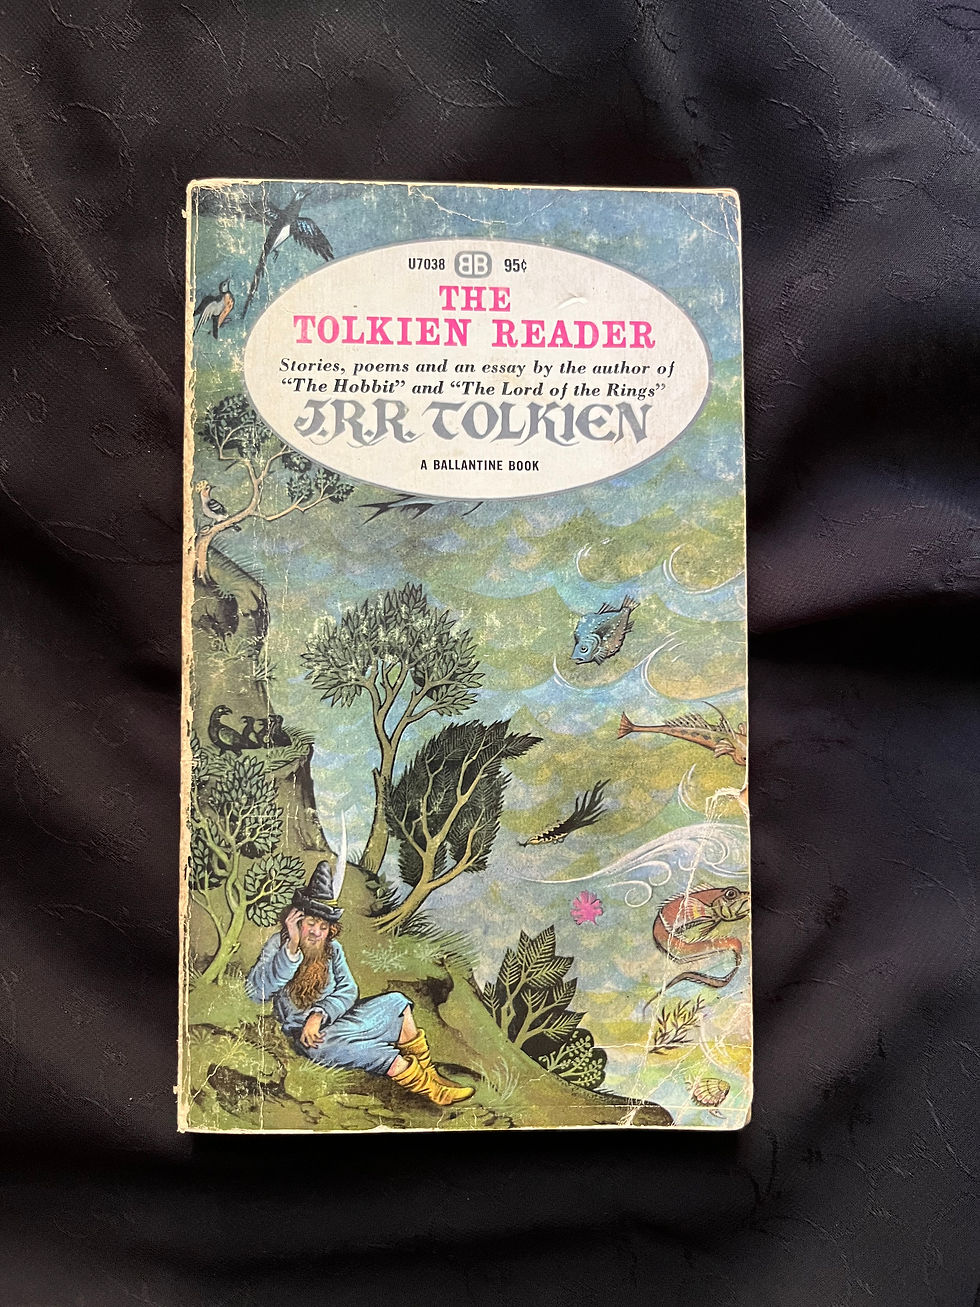 U7038 BB 95¢
THE
TOLKIEN READER
Stories, poems and an essay by the author of
"The Hobbit" and "The Lord of the Rings"
J.R.R. TOLKIEN
A BALLANTINE BOOK